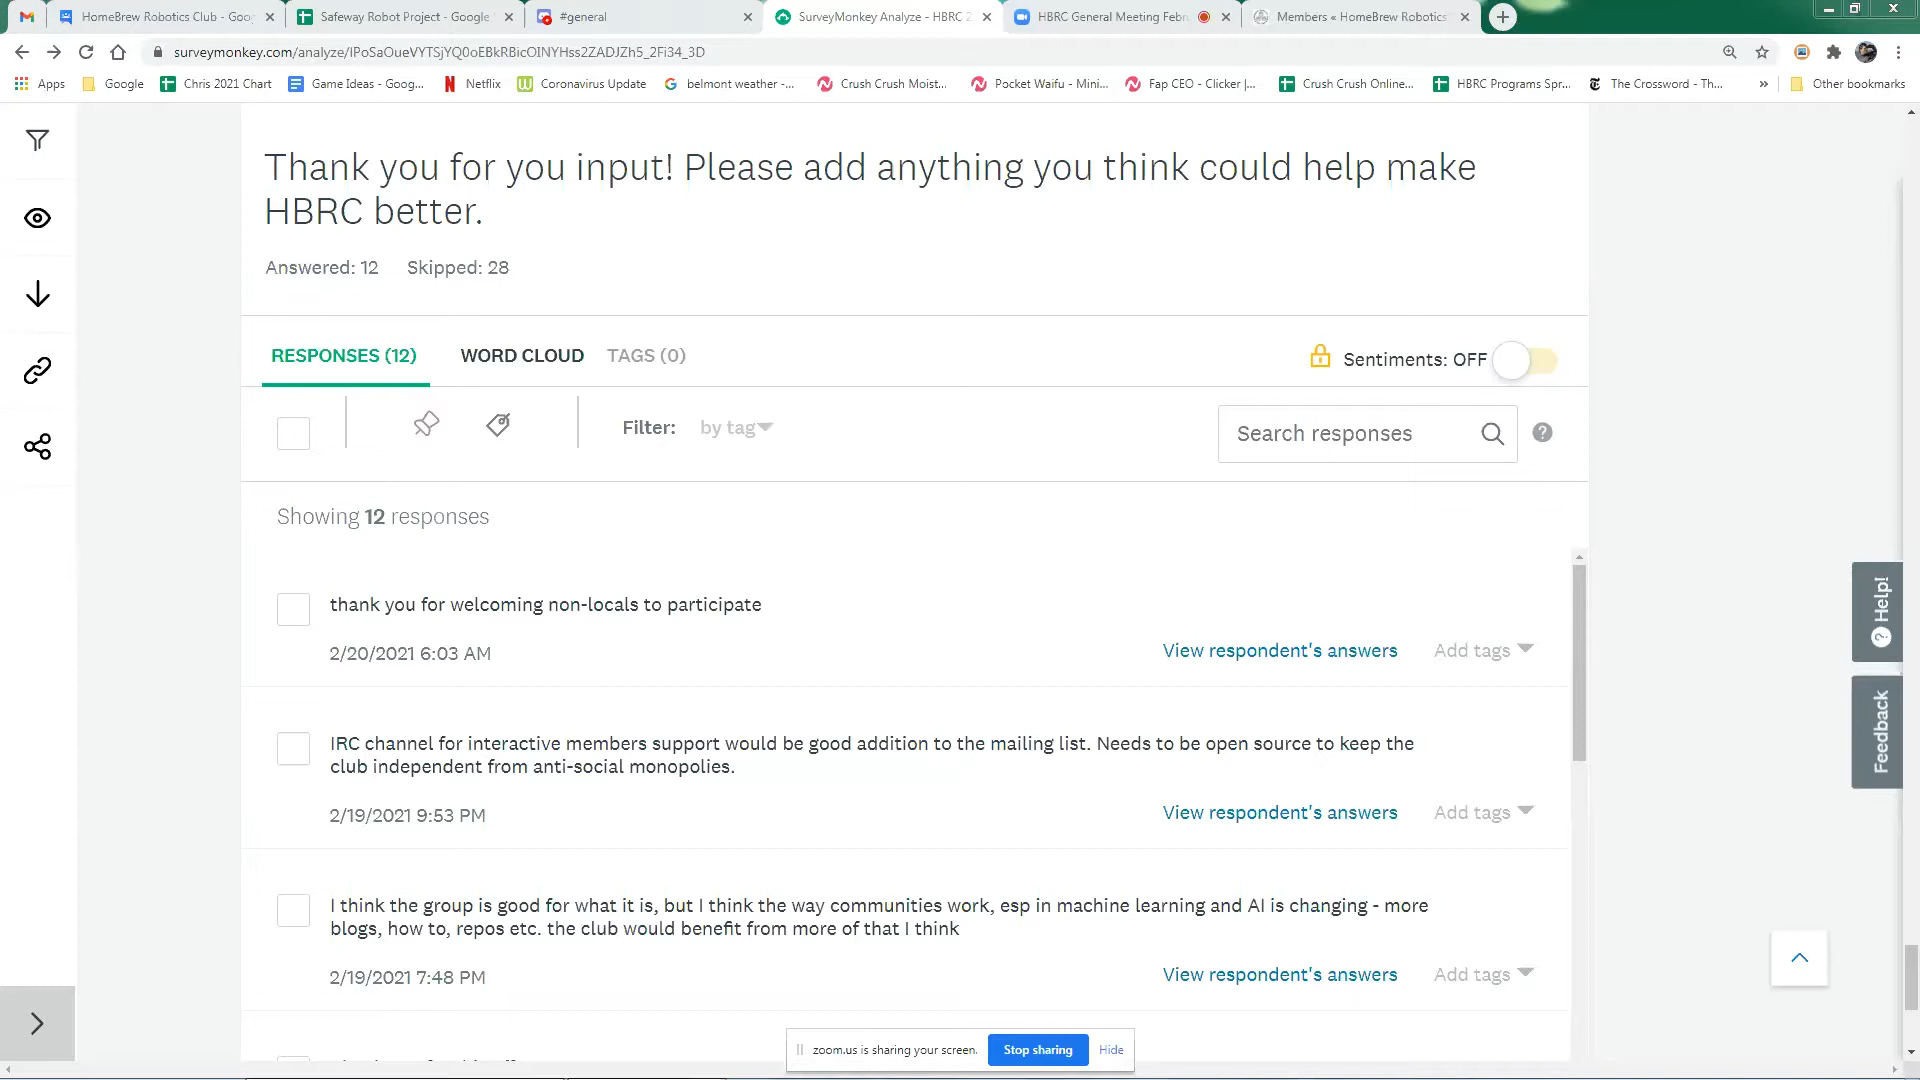 HomeBrew Robotics Club - Goo
Safeway Robot Project - Google
#general
SurveyMonkey Analyze - HBRC 2
HBRC General Meeting Febr
Members « HomeBrew Robotics
surveymonkey.com/analyze/IPoSaOueVYTSjYQ0oEBkRBicOINYHss2ZADJZh5_2Fi34_3D
Apps
Google
Chris 2021 Chart
Game Ideas - Goog...
Netflix
Coronavirus Update
belmont weather -...
Crush Crush Moist...
Pocket Waifu - Mini...
Fap CEO - Clicker |...
Crush Crush Online...
HBRC Programs Spr...
The Crossword - Th...
»
Other bookmarks
Thank you for you input! Please add anything you think could help make
HBRC better.
Answered: 12 Skipped: 28
RESPONSES (12) WORD CLOUD TAGS (0)
Sentiments: OFF
Filter: by tag
Search responses
?
Showing 12 responses
thank you for welcoming non-locals to participate
2/20/2021 6:03 AM
View respondent's answers Add tags
IRC channel for interactive members support would be good addition to the mailing list. Needs to be open source to keep the
club independent from anti-social monopolies.
2/19/2021 9:53 PM
View respondent's answers Add tags
I think the group is good for what it is, but I think the way communities work, esp in machine learning and AI is changing - more
blogs, how to, repos etc. the club would benefit from more of that I think
2/19/2021 7:48 PM
View respondent's answers Add tags
? Help!
Feedback
zoom.us is sharing your screen. Stop sharing Hide